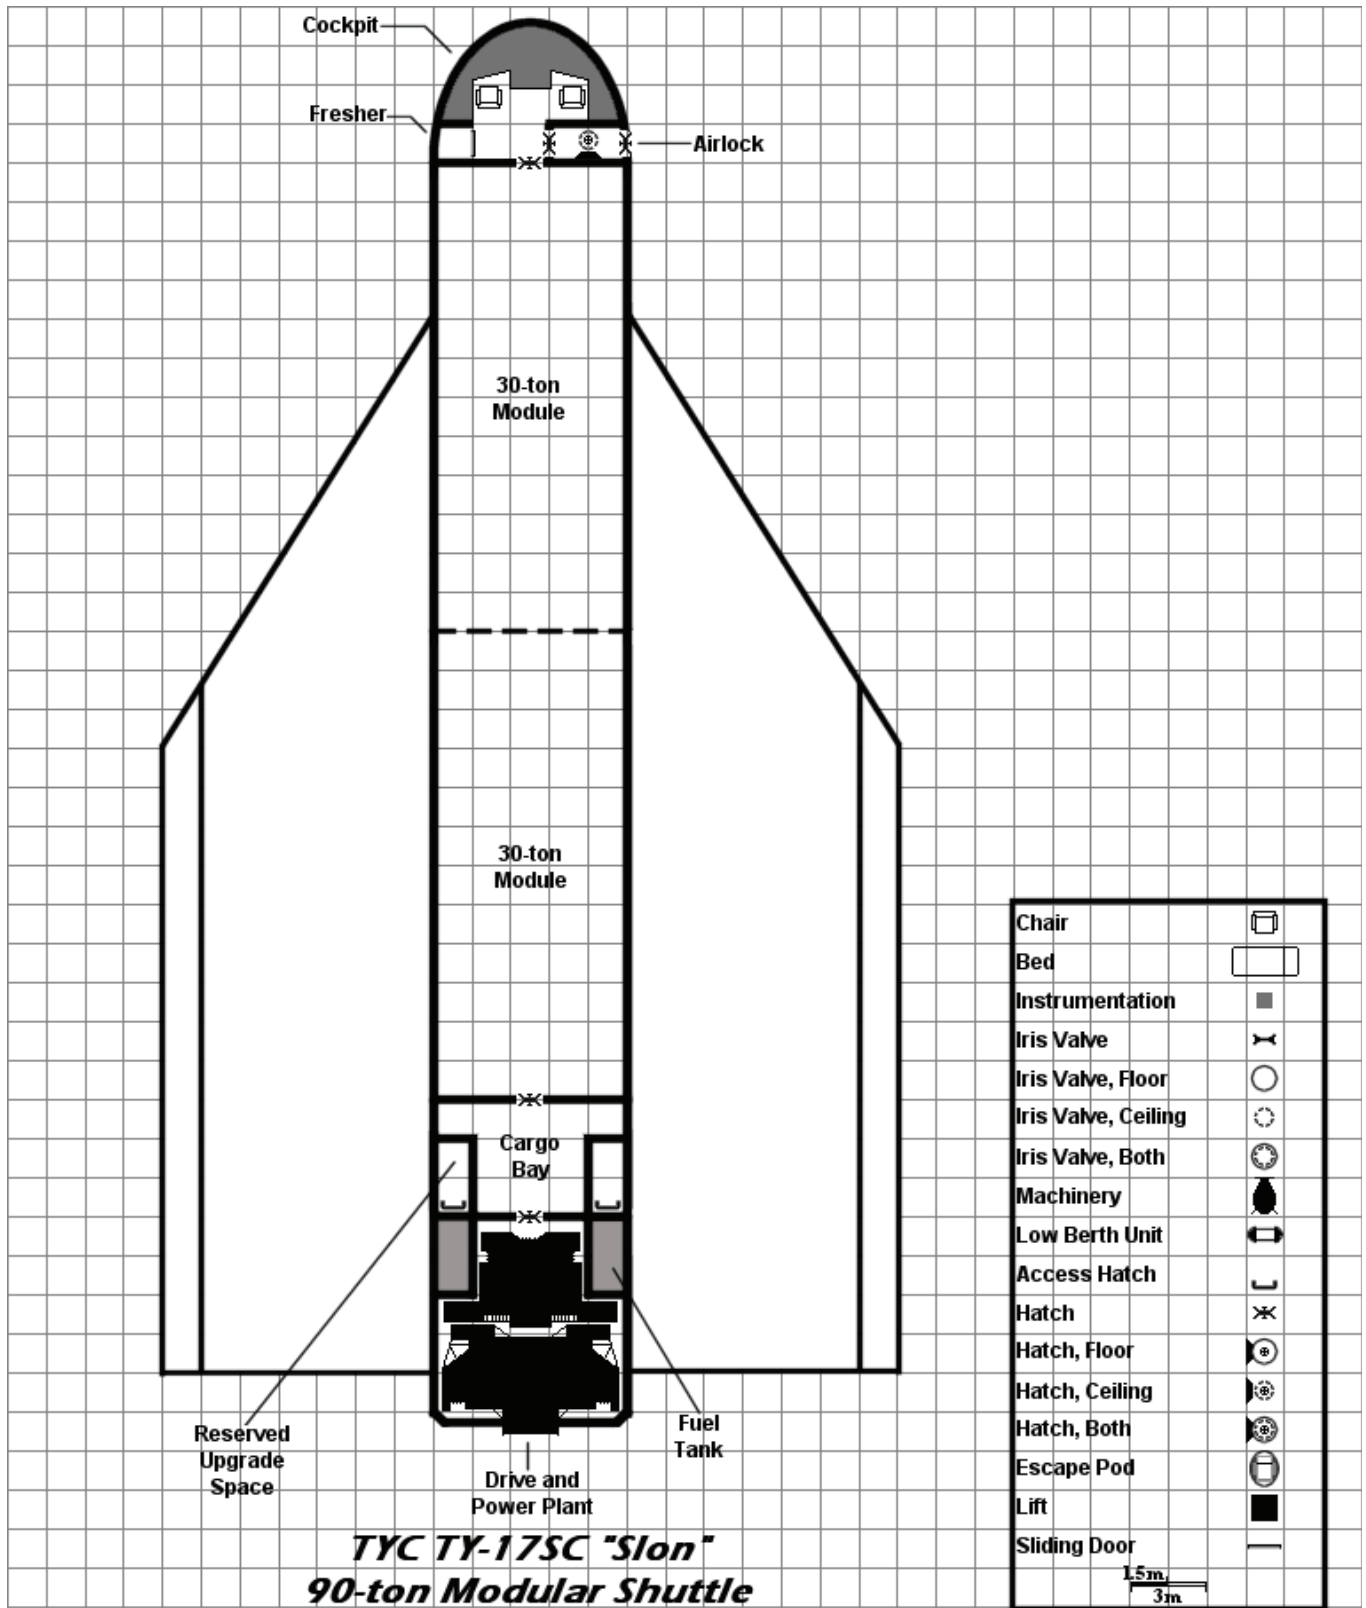 Cockpit
Fresher
Airlock
30-ton
Module
30-ton
Module
Cargo
Bay
Reserved
Upgrade
Space
Fuel
Tank
Drive and
Power Plant
TYC TY-17SC "Slon"
90-ton Modular Shuttle
Chair
Bed
Instrumentation
Iris Valve
Iris Valve, Floor
Iris Valve, Ceiling
Iris Valve, Both
Machinery
Low Berth Unit
Access Hatch
Hatch
Hatch, Floor
Hatch, Ceiling
Hatch, Both
Escape Pod
Lift
Sliding Door
1.5m
3m